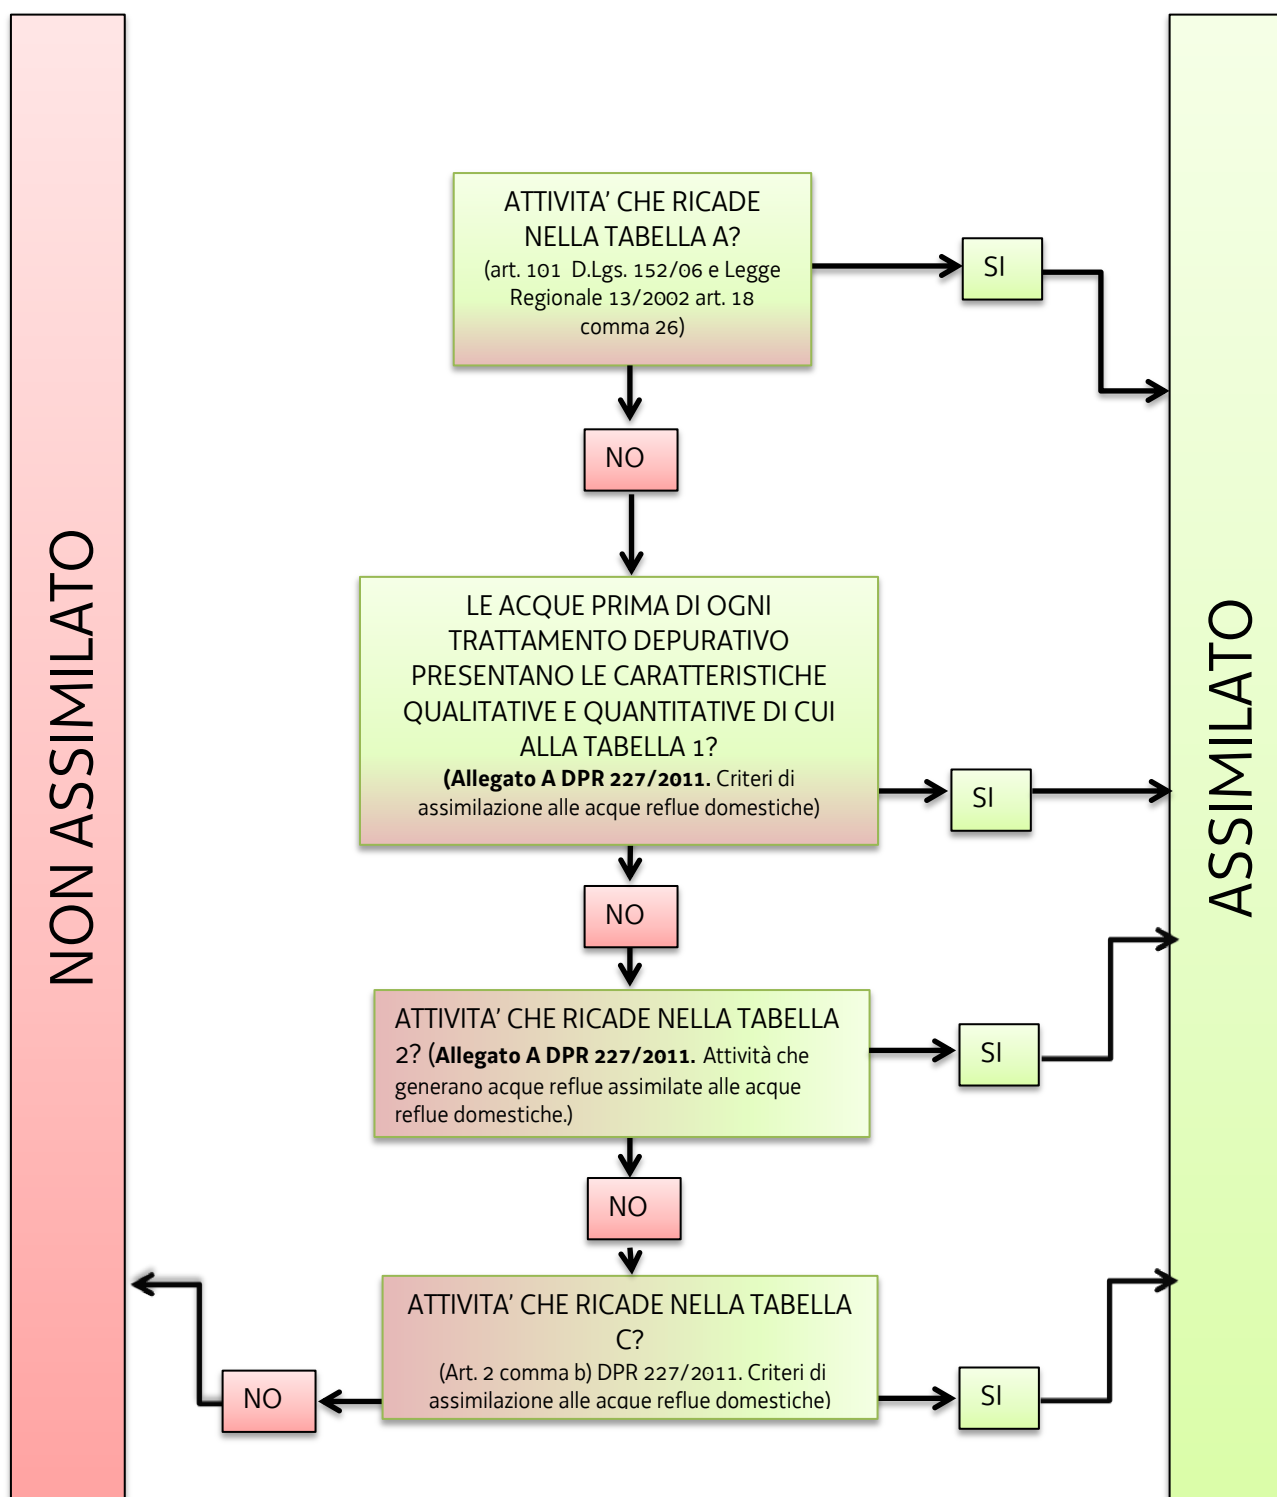 NON ASSIMILATO
ATTIVITA’ CHE RICADE
NELLA TABELLA A?
(art. 101 D.Lgs. 152/06 e Legge
Regionale 13/2002 art. 18
comma 26)
SI
NO
LE ACQUE PRIMA DI OGNI
TRATTAMENTO DEPURATIVO
PRESENTANO LE CARATTERISTICHE
QUALITATIVE E QUANTITATIVE DI CUI
ALLA TABELLA 1?
(Allegato A DPR 227/2011. Criteri di
assimilazione alle acque reflue domestiche)
SI
NO
ATTIVITA’ CHE RICADE NELLA TABELLA
2? (Allegato A DPR 227/2011. Attività che
generano acque reflue assimilate alle acque
reflue domestiche.)
SI
NO
ATTIVITA’ CHE RICADE NELLA TABELLA
C?
(Art. 2 comma b) DPR 227/2011. Criteri di
assimilazione alle acque reflue domestiche)
NO
SI
ASSIMILATO